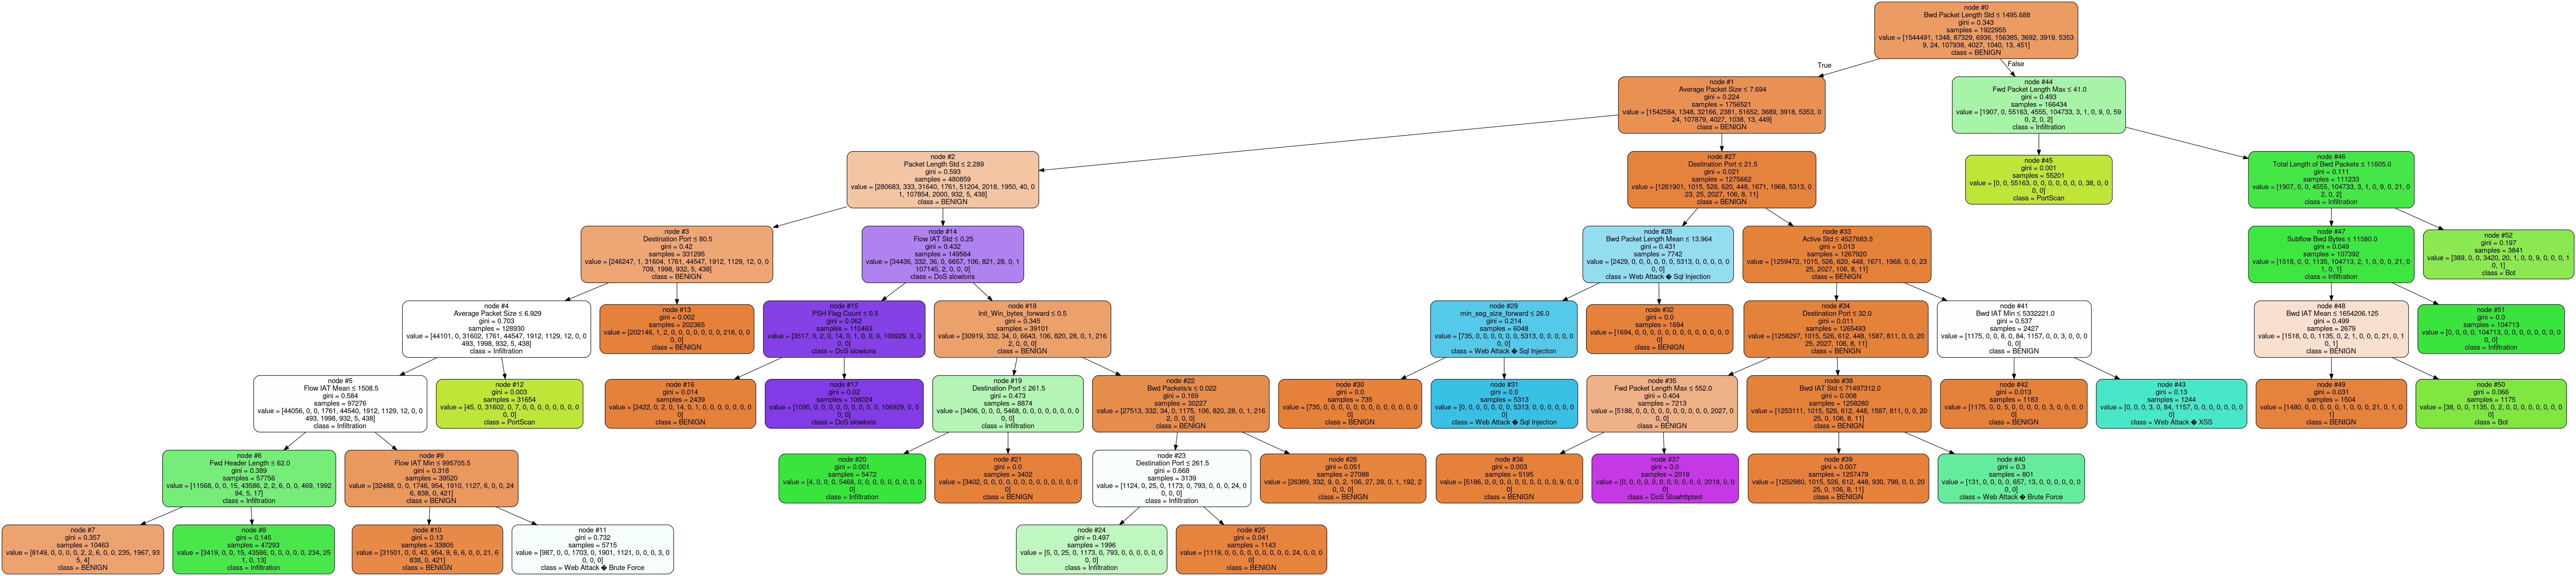 node #0
Bwd Packet Length Std ≤ 1495.688
gini = 0.343
samples = 1922955
value = [1544491, 1348, 87329, 6936, 156385, 3692, 3919, 5353
9, 24, 107938, 4027, 1040, 13, 451]
class = BENIGN
True
False
node #1
Average Packet Size ≤ 7.694
gini = 0.224
samples = 1756521
value = [1542584, 1348, 32166, 2381, 51652, 3689, 3918, 5353, 0
24, 107879, 4027, 1038, 13, 449]
class = BENIGN
node #44
Fwd Packet Length Max ≤ 41.0
gini = 0.493
samples = 166434
value = [1907, 0, 55163, 4555, 104733, 3, 1, 0, 9, 0, 59
0, 2, 0, 2]
class = Infiltration
node #2
Packet Length Std ≤ 2.289
gini = 0.593
samples = 480859
value = [280683, 333, 31640, 1761, 51204, 2018, 1950, 40, 0
1, 107854, 2000, 932, 5, 438]
class = BENIGN
node #27
Destination Port ≤ 21.5
gini = 0.021
samples = 1275662
value = [1261901, 1015, 526, 620, 448, 1671, 1968, 5313, 0
23, 25, 2027, 106, 8, 11]
class = BENIGN
node #45
gini = 0.001
samples = 55201
value = [0, 0, 55163, 0, 0, 0, 0, 0, 0, 0, 38, 0, 0
0, 0]
class = PortScan
node #46
Total Length of Bwd Packets ≤ 11605.0
gini = 0.111
samples = 111233
value = [1907, 0, 0, 4555, 104733, 3, 1, 0, 9, 0, 21, 0
2, 0, 2]
class = Infiltration
node #3
Destination Port ≤ 80.5
gini = 0.42
samples = 331295
value = [246247, 1, 31604, 1761, 44547, 1912, 1129, 12, 0, 0
709, 1998, 932, 5, 438]
class = BENIGN
node #14
Flow IAT Std ≤ 0.25
gini = 0.432
samples = 149564
value = [34436, 332, 36, 0, 6657, 106, 821, 28, 0, 1
107145, 2, 0, 0, 0]
class = DoS slowloris
node #28
Bwd Packet Length Mean ≤ 13.964
gini = 0.431
samples = 7742
value = [2429, 0, 0, 0, 0, 0, 0, 5313, 0, 0, 0, 0, 0
0, 0]
class = Web Attack � Sql Injection
node #33
Active Std ≤ 4527683.5
gini = 0.013
samples = 1267920
value = [1259472, 1015, 526, 620, 448, 1671, 1968, 0, 0, 23
25, 2027, 106, 8, 11]
class = BENIGN
node #47
Subflow Bwd Bytes ≤ 11580.0
gini = 0.049
samples = 107392
value = [1518, 0, 0, 1135, 104713, 2, 1, 0, 0, 0, 21, 0
1, 0, 1]
class = Infiltration
node #52
gini = 0.197
samples = 3841
value = [389, 0, 0, 3420, 20, 1, 0, 0, 9, 0, 0, 0, 1
0, 1]
class = Bot
node #4
Average Packet Size ≤ 6.929
gini = 0.703
samples = 128930
value = [44101, 0, 31602, 1761, 44547, 1912, 1129, 12, 0, 0
493, 1998, 932, 5, 438]
class = Infiltration
node #13
gini = 0.002
samples = 202365
value = [202146, 1, 2, 0, 0, 0, 0, 0, 0, 0, 216, 0, 0
0, 0]
class = BENIGN
node #15
PSH Flag Count ≤ 0.5
gini = 0.062
samples = 110463
value = [3517, 0, 2, 0, 14, 0, 1, 0, 0, 0, 106929, 0, 0
0, 0]
class = DoS slowloris
node #18
Init_Win_bytes_forward ≤ 0.5
gini = 0.345
samples = 39101
value = [30919, 332, 34, 0, 6643, 106, 820, 28, 0, 1, 216
2, 0, 0, 0]
class = BENIGN
node #29
min_seg_size_forward ≤ 26.0
gini = 0.214
samples = 6048
value = [735, 0, 0, 0, 0, 0, 0, 5313, 0, 0, 0, 0, 0
0, 0]
class = Web Attack � Sql Injection
node #32
gini = 0.0
samples = 1694
value = [1694, 0, 0, 0, 0, 0, 0, 0, 0, 0, 0, 0, 0
0, 0]
class = BENIGN
node #34
Destination Port ≤ 32.0
gini = 0.011
samples = 1265493
value = [1258297, 1015, 526, 612, 448, 1587, 811, 0, 0, 20
25, 2027, 106, 8, 11]
class = BENIGN
node #41
Bwd IAT Min ≤ 5332221.0
gini = 0.537
samples = 2427
value = [1175, 0, 0, 8, 0, 84, 1157, 0, 0, 3, 0, 0, 0
0, 0]
class = BENIGN
node #48
Bwd IAT Mean ≤ 1654206.125
gini = 0.499
samples = 2679
value = [1518, 0, 0, 1135, 0, 2, 1, 0, 0, 0, 21, 0, 1
0, 1]
class = BENIGN
node #51
gini = 0.0
samples = 104713
value = [0, 0, 0, 0, 104713, 0, 0, 0, 0, 0, 0, 0, 0
0, 0]
class = Infiltration
node #5
Flow IAT Mean ≤ 1508.5
gini = 0.584
samples = 97276
value = [44056, 0, 0, 1761, 44540, 1912, 1129, 12, 0, 0
493, 1998, 932, 5, 438]
class = Infiltration
node #12
gini = 0.003
samples = 31654
value = [45, 0, 31602, 0, 7, 0, 0, 0, 0, 0, 0, 0, 0
0, 0]
class = PortScan
node #16
gini = 0.014
samples = 2439
value = [2422, 0, 2, 0, 14, 0, 1, 0, 0, 0, 0, 0, 0
0, 0]
class = BENIGN
node #17
gini = 0.02
samples = 108024
value = [1095, 0, 0, 0, 0, 0, 0, 0, 0, 0, 106929, 0, 0
0, 0]
class = DoS slowloris
node #19
Destination Port ≤ 261.5
gini = 0.473
samples = 8874
value = [3406, 0, 0, 0, 5468, 0, 0, 0, 0, 0, 0, 0, 0
0, 0]
class = Infiltration
node #22
Bwd Packets/s ≤ 0.022
gini = 0.169
samples = 30227
value = [27513, 332, 34, 0, 1175, 106, 820, 28, 0, 1, 216
2, 0, 0, 0]
class = BENIGN
node #30
gini = 0.0
samples = 735
value = [735, 0, 0, 0, 0, 0, 0, 0, 0, 0, 0, 0, 0
0, 0]
class = BENIGN
node #31
gini = 0.0
samples = 5313
value = [0, 0, 0, 0, 0, 0, 0, 5313, 0, 0, 0, 0, 0
0, 0]
class = Web Attack � Sql Injection
node #35
Fwd Packet Length Max ≤ 552.0
gini = 0.404
samples = 7213
value = [5186, 0, 0, 0, 0, 0, 0, 0, 0, 0, 0, 2027, 0
0, 0]
class = BENIGN
node #38
Bwd IAT Std ≤ 71497312.0
gini = 0.008
samples = 1258280
value = [1253111, 1015, 526, 612, 448, 1587, 811, 0, 0, 20
25, 0, 106, 8, 11]
class = BENIGN
node #42
gini = 0.013
samples = 1183
value = [1175, 0, 0, 5, 0, 0, 0, 0, 0, 3, 0, 0, 0
0, 0]
class = BENIGN
node #43
gini = 0.13
samples = 1244
value = [0, 0, 0, 3, 0, 84, 1157, 0, 0, 0, 0, 0, 0
0, 0]
class = Web Attack � XSS
node #49
gini = 0.031
samples = 1504
value = [1480, 0, 0, 0, 0, 0, 1, 0, 0, 0, 21, 0, 1, 0
1]
class = BENIGN
node #50
gini = 0.066
samples = 1175
value = [38, 0, 0, 1135, 0, 2, 0, 0, 0, 0, 0, 0, 0
0, 0]
class = Bot
node #6
Fwd Header Length ≤ 62.0
gini = 0.389
samples = 57756
value = [11568, 0, 0, 15, 43586, 2, 2, 6, 0, 0, 469, 1992
94, 5, 17]
class = Infiltration
node #9
Flow IAT Min ≤ 995705.5
gini = 0.318
samples = 39520
value = [32488, 0, 0, 1746, 954, 1910, 1127, 6, 0, 0, 24
6, 838, 0, 421]
class = BENIGN
node #20
gini = 0.001
samples = 5472
value = [4, 0, 0, 0, 5468, 0, 0, 0, 0, 0, 0, 0, 0
0, 0]
class = Infiltration
node #21
gini = 0.0
samples = 3402
value = [3402, 0, 0, 0, 0, 0, 0, 0, 0, 0, 0, 0, 0
0, 0]
class = BENIGN
node #23
Destination Port ≤ 261.5
gini = 0.668
samples = 3139
value = [1124, 0, 25, 0, 1173, 0, 793, 0, 0, 0, 24, 0, 0
0, 0]
class = Infiltration
node #26
gini = 0.051
samples = 27088
value = [26389, 332, 9, 0, 2, 106, 27, 28, 0, 1, 192, 2
0, 0, 0]
class = BENIGN
node #36
gini = 0.003
samples = 5195
value = [5186, 0, 0, 0, 0, 0, 0, 0, 0, 0, 0, 9, 0, 0
0]
class = BENIGN
node #37
gini = 0.0
samples = 2018
value = [0, 0, 0, 0, 0, 0, 0, 0, 0, 0, 0, 2018, 0, 0
0]
class = DoS Slowhttptest
node #39
gini = 0.007
samples = 1257479
value = [1252980, 1015, 526, 612, 448, 930, 798, 0, 0, 20
25, 0, 106, 8, 11]
class = BENIGN
node #40
gini = 0.3
samples = 801
value = [131, 0, 0, 0, 0, 657, 13, 0, 0, 0, 0, 0, 0
0, 0]
class = Web Attack � Brute Force
node #7
gini = 0.357
samples = 10463
value = [8149, 0, 0, 0, 0, 2, 2, 6, 0, 0, 235, 1967, 93
5, 4]
class = BENIGN
node #8
gini = 0.145
samples = 47293
value = [3419, 0, 0, 15, 43586, 0, 0, 0, 0, 0, 234, 25
1, 0, 13]
class = Infiltration
node #10
gini = 0.13
samples = 33805
value = [31501, 0, 0, 43, 954, 9, 6, 6, 0, 0, 21, 6
838, 0, 421]
class = BENIGN
node #11
gini = 0.732
samples = 5715
value = [987, 0, 0, 1703, 0, 1901, 1121, 0, 0, 0, 3, 0
0, 0, 0]
class = Web Attack � Brute Force
node #24
gini = 0.497
samples = 1996
value = [5, 0, 25, 0, 1173, 0, 793, 0, 0, 0, 0, 0, 0
0, 0]
class = Infiltration
node #25
gini = 0.041
samples = 1143
value = [1119, 0, 0, 0, 0, 0, 0, 0, 0, 0, 24, 0, 0, 0
0]
class = BENIGN